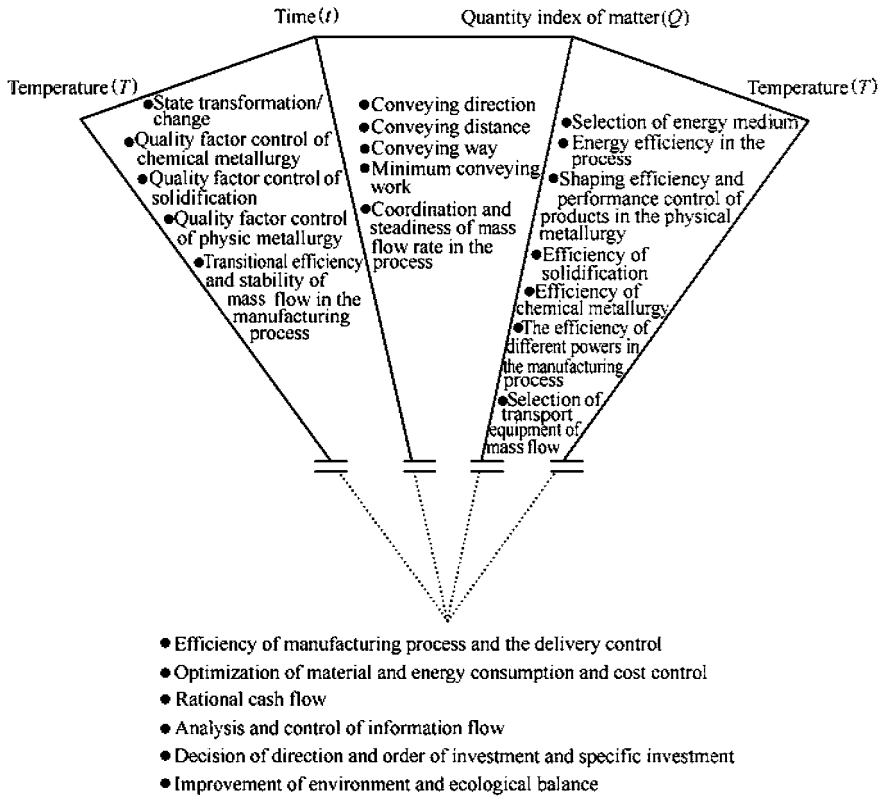 Time(t)
Quantity index of matter(Q)
Temperature(T)
Temperature(T)
●State transformation/
change
●Quality factor control of
chemical metallurgy
●Quality factor control of
solidification
●Quality factor control
of physic metallurgy
●Transitional efficiency
and stability of
mass flow in the
manufacturing
process
●Conveying direction
●Conveying distance
●Conveying way
●Minimum conveying
work
●Coordination and
steadiness of mass
flow rate in the
process
●Selection of energy medium
●Energy efficiency in the
process
●Shaping efficiency and
performance control of
products in the physical
metallurgy
●Efficiency of
solidification
●Efficiency of
chemical metallurgy
●The efficiency of
different powers in
the manufacturing
process
●Selection of
transport
equipment of
mass flow
●Efficiency of manufacturing process and the delivery control
●Optimization of material and energy consumption and cost control
●Rational cash flow
●Analysis and control of information flow
●Decision of direction and order of investment and specific investment
●Improvement of environment and ecological balance